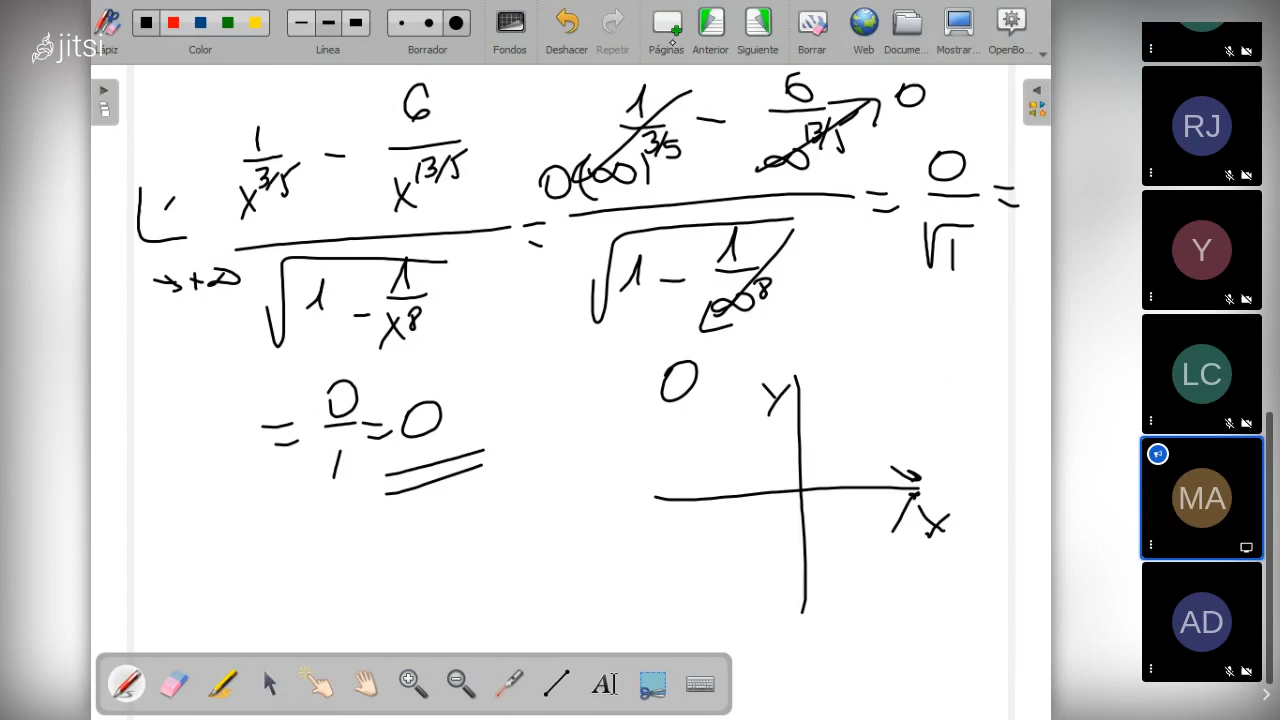 jitsi
Lápiz Color Línea Borrador Fondos Deshacer Repetir Páginas Anterior Siguiente Borrar Web Docume... Mostrar... OpenBo...
L →+∞ (1/x^3/5 − 6/x^13/5) / √(1 − 1/x^8) = (1/(∞)^3/5 − 6/∞^13/5) / √(1 − 1/∞^8) = 0/√1 =
0 0
= 0/1 = 0
0 y
x
AI
RJ
Y
LC
MA
AD